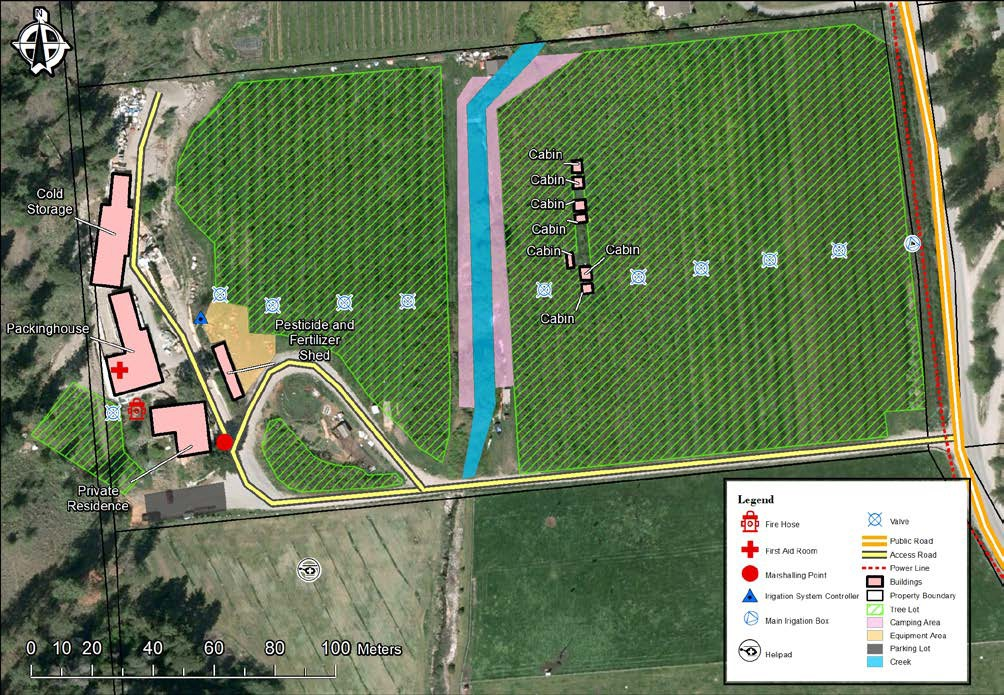 N
Cold
Storage
Packinghouse
Pesticide and
Fertilizer
Shed
Private
Residence
Cabin
Cabin
Cabin
Cabin
Cabin
Cabin
Cabin
0 10 20 40 60 80 100 Meters
Legend
Fire Hose
First Aid Room
Marshalling Point
Irigation System Controller
Main Irigation Box
Helipad
Valve
Public Road
Access Road
Power Line
Buildings
Property Boundary
Tree Lot
Camping Area
Equipment Area
Parking Lot
Creek